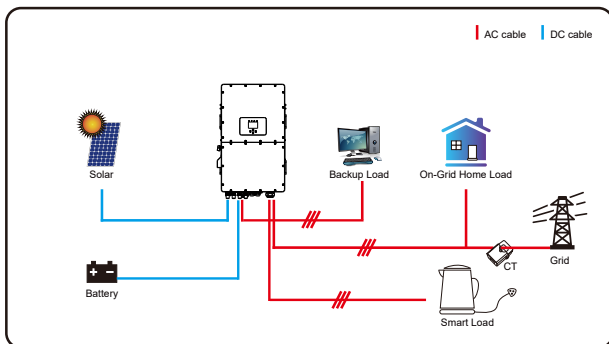 AC cable
DC cable
Solar
Backup Load
On-Grid Home Load
CT
Grid
Battery
Smart Load